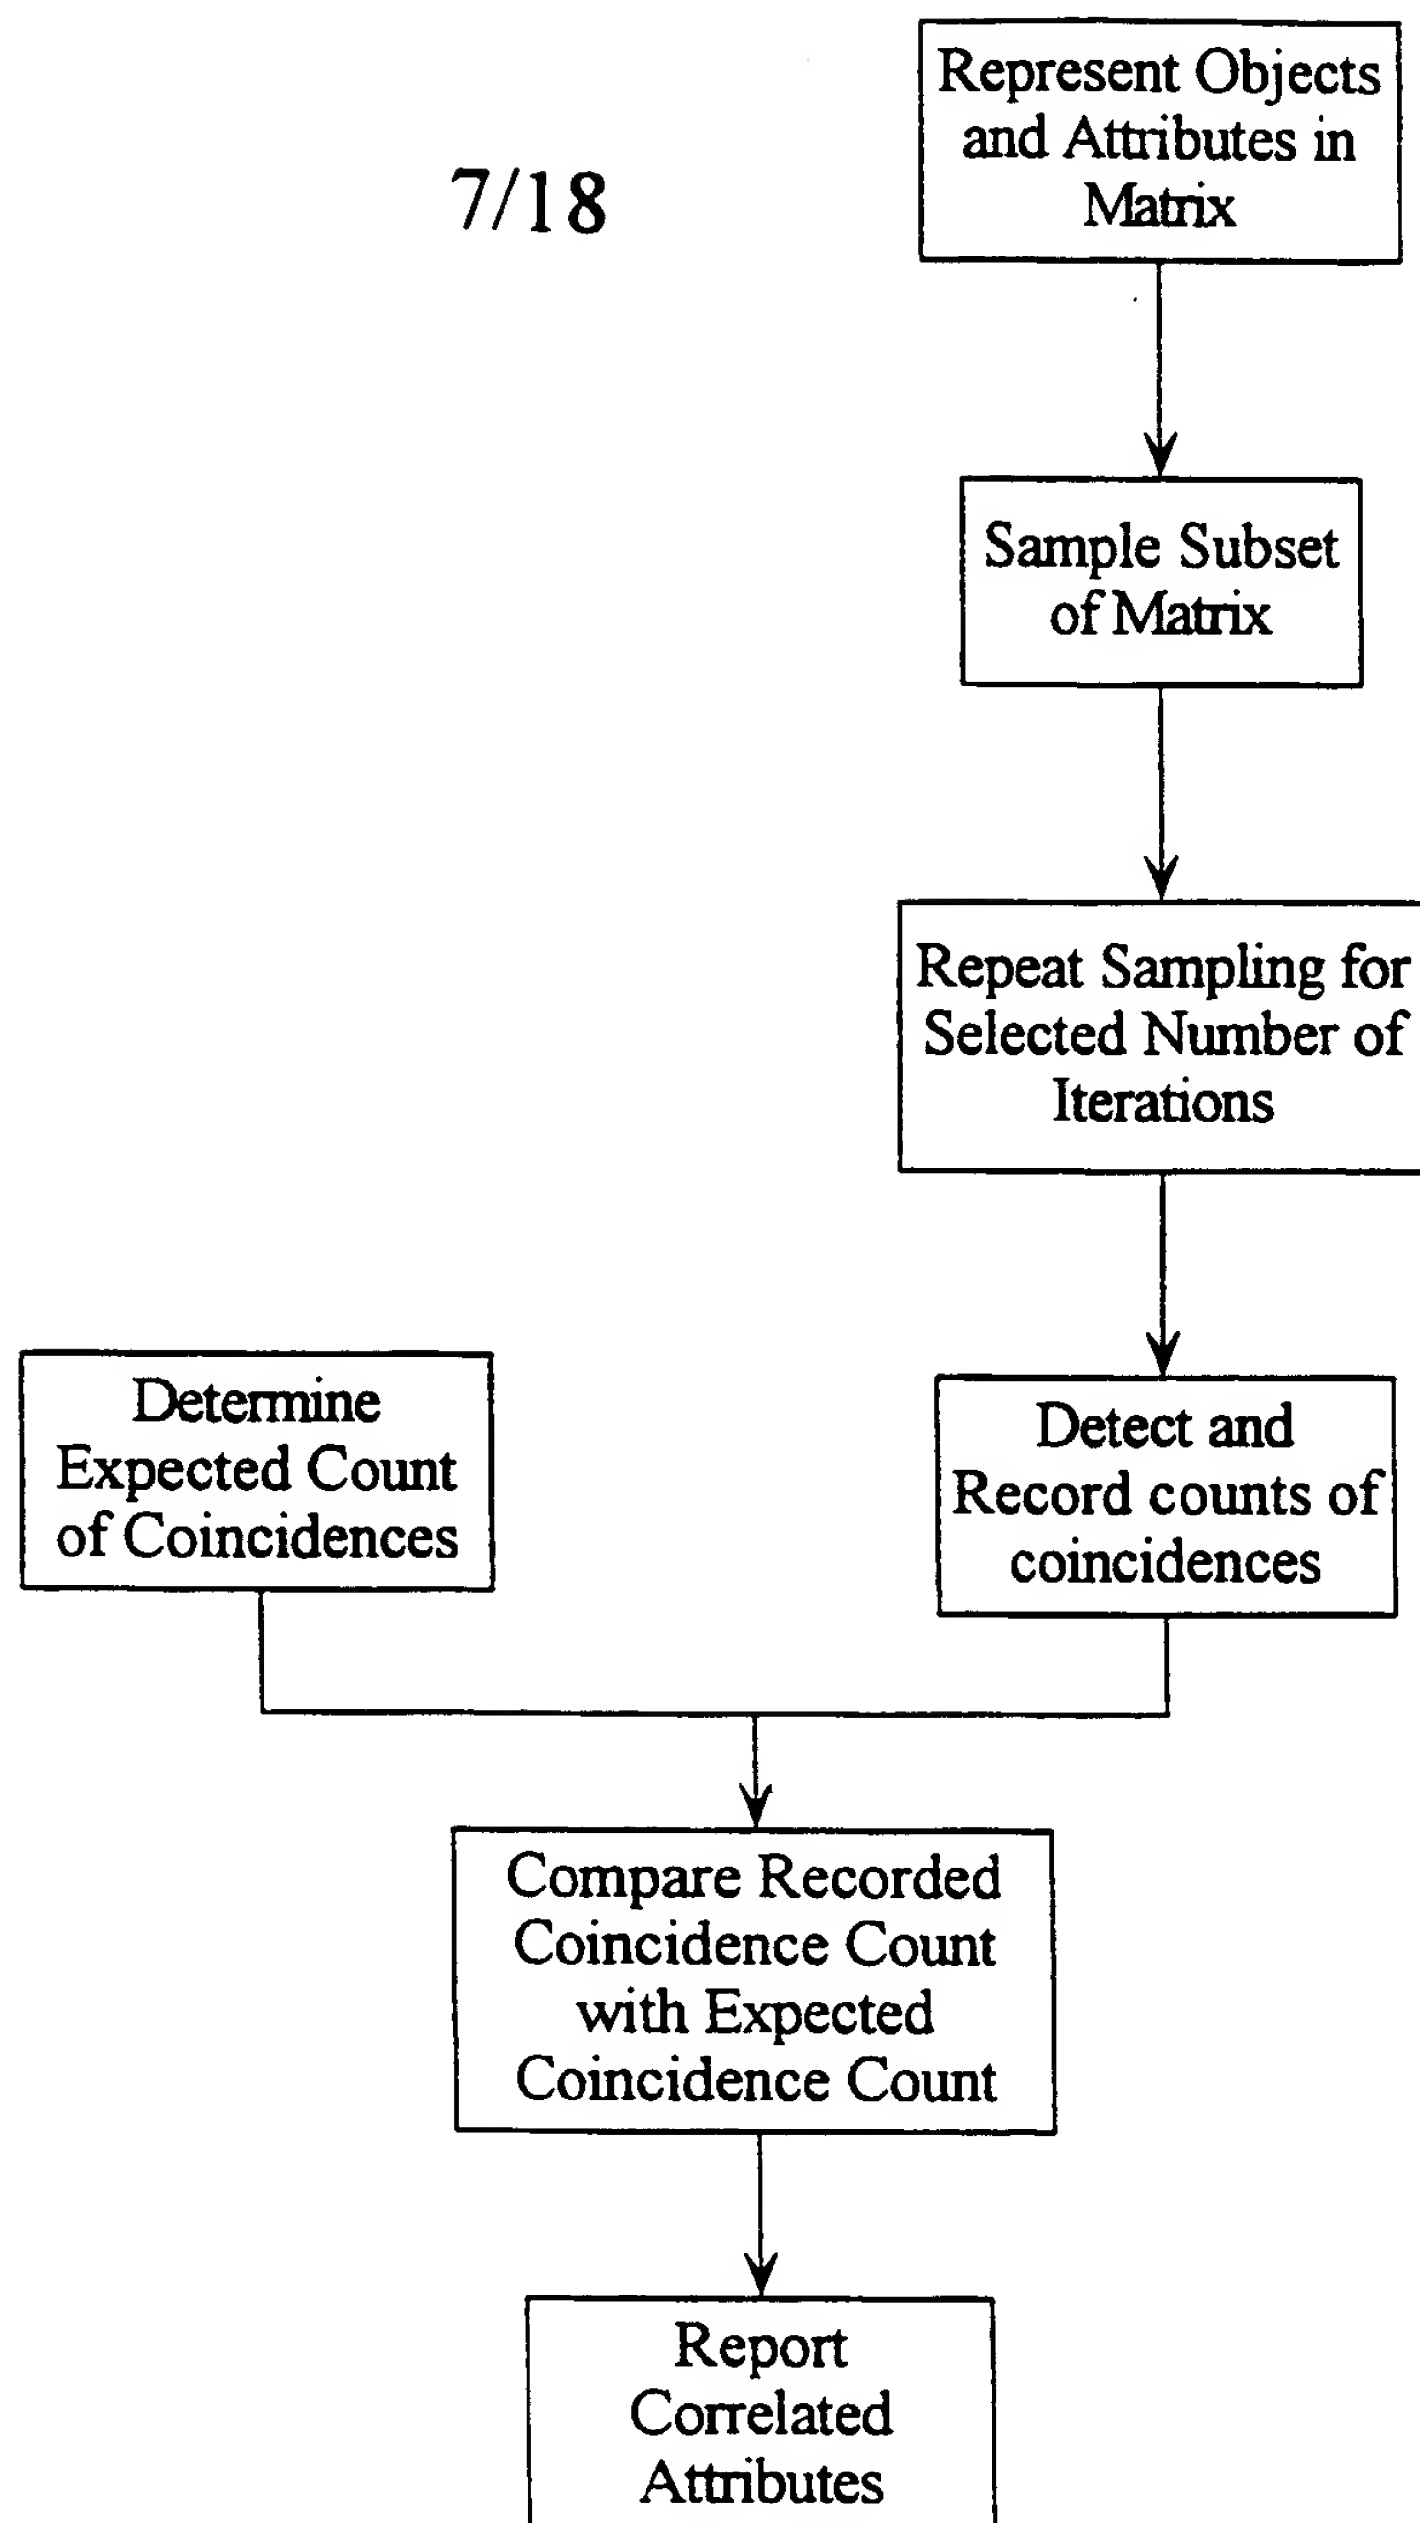 Represent Objects
and Attributes in
Matrix
7/18
Sample Subset
of Matrix
Repeat Sampling for
Selected Number of
Iterations
Determine
Expected Count
of Coincidences
Detect and
Record counts of
coincidences
Compare Recorded
Coincidence Count
with Expected
Coincidence Count
Report
Correlated
Attributes